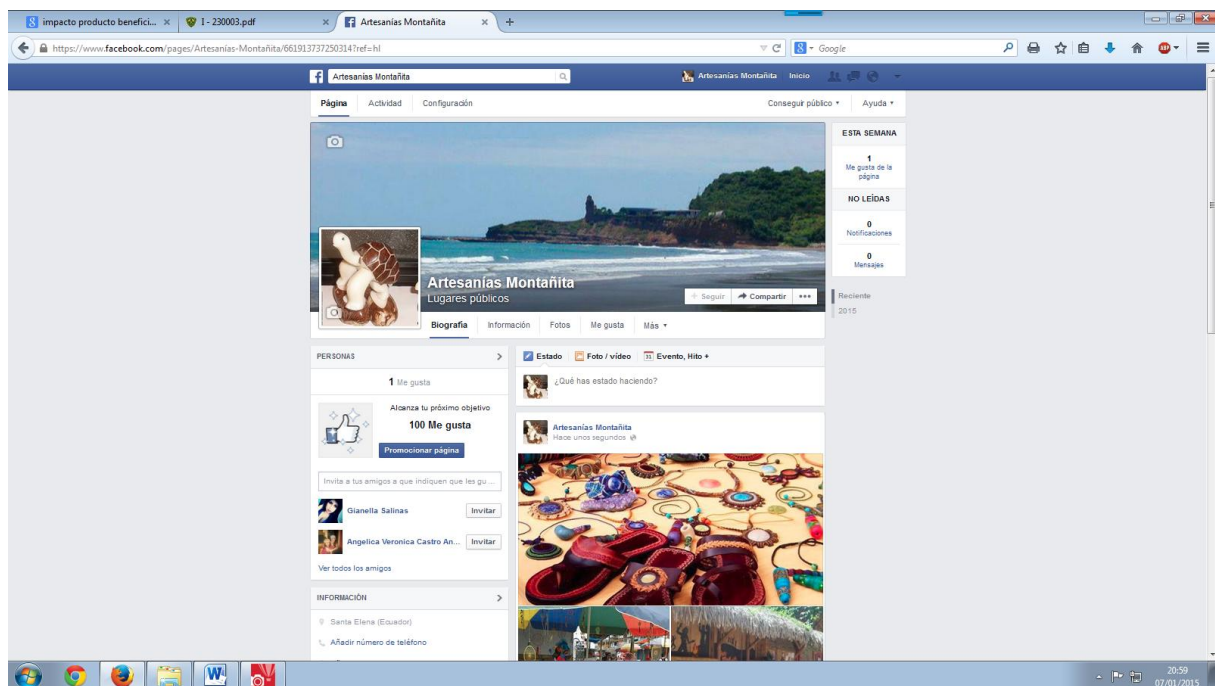 impacto producto benefici...
1 - 230003.pdf
Artesanías Montañita
https://www.facebook.com/pages/Artesanías-Montañita/661913737250314?ref=hl
Google
Artesanías Montañita
Artesanías Montañita Inicio
Página Actividad Configuración Conseguir público Ayuda
ESTA SEMANA
1
Me gusta de la
página
NO LEÍDAS
0
Notificaciones
0
Mensajes
Reciente
2015
Artesanías Montañita
Lugares públicos
+ Seguir Compartir
Biografía Información Fotos Me gusta Más
PERSONAS
1 Me gusta
Alcanza tu próximo objetivo
100 Me gusta
Promocionar página
Invita a tus amigos a que indiquen que les gu ...
Gianella Salinas Invitar
Angelica Veronica Castro An... Invitar
Ver todos los amigos
INFORMACIÓN
Santa Elena (Ecuador)
Añadir número de teléfono
Estado Foto / vídeo Evento, Hito +
¿Qué has estado haciendo?
Artesanías Montañita
Hace unos segundos
20:59
07/01/2015